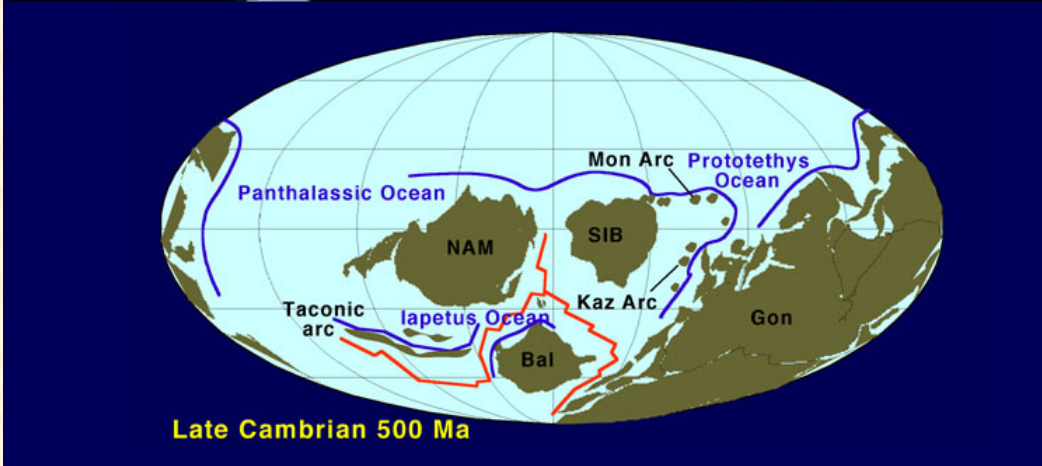 Mon Arc
Prototethys
Ocean
Panthalassic Ocean
NAM
SIB
Kaz Arc
Taconic
arc
Iapetus Ocean
Gon
Bal
Late Cambrian 500 Ma